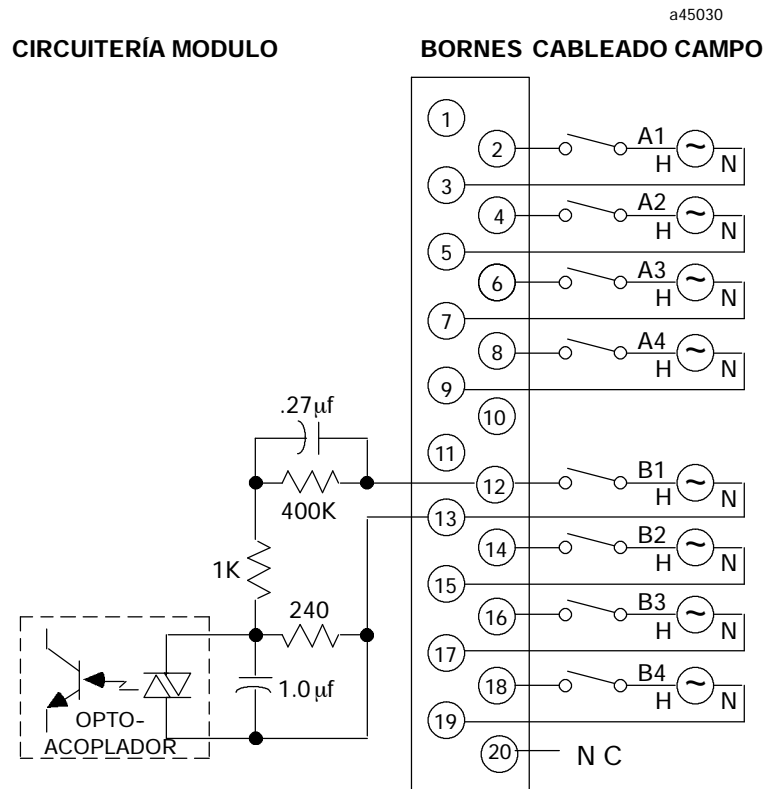 a45030
CIRCUITERÍA MODULO
BORNES CABLEADO CAMPO
1
2
A1
H
~
N
3
4
A2
H
~
N
5
6
A3
H
~
N
7
8
A4
H
~
N
9
10
.27µf
11
400K
12
B1
H
~
N
13
14
B2
H
~
N
1K
15
240
16
B3
H
~
N
17
1.0µf
18
B4
H
~
N
OPTO-
ACOPLADOR
19
20
N C